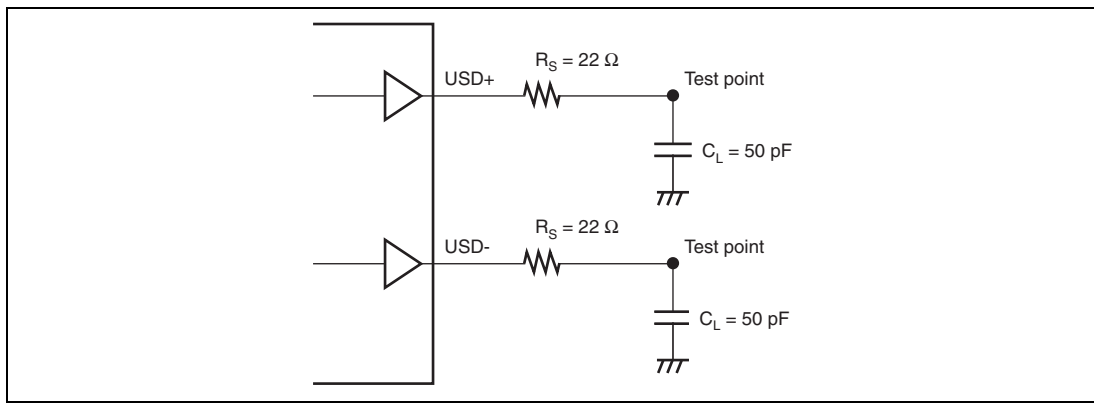 R_S = 22 Ω
USD+
Test point
C_L = 50 pF
R_S = 22 Ω
USD-
Test point
C_L = 50 pF